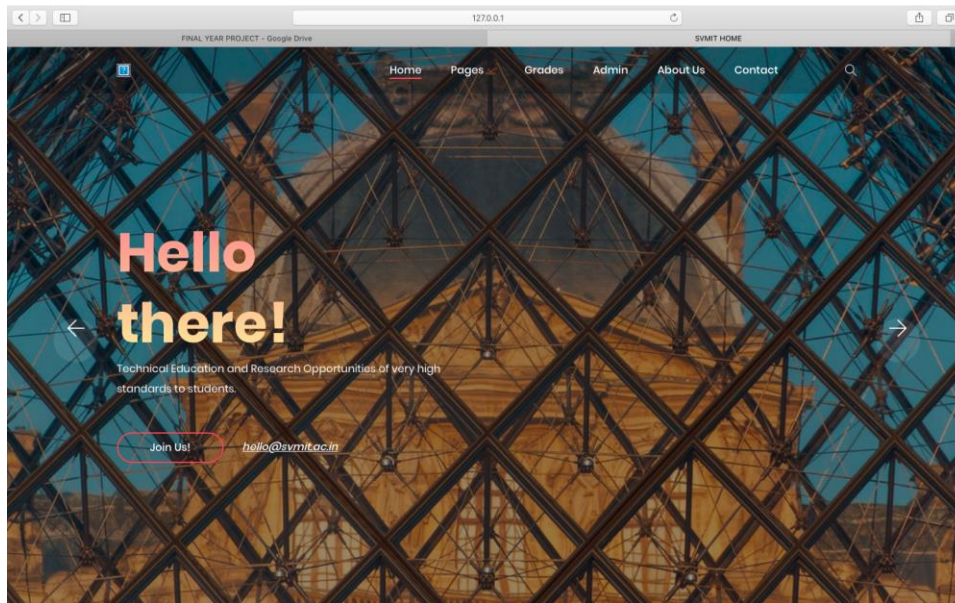 127.0.0.1
FINAL YEAR PROJECT - Google Drive
SVMIT HOME
Home Pages Grades Admin About Us Contact
Hello
there!
Technical Education and Research Opportunities of very high
standards to students.
Join Us! hello@svmit.ac.in